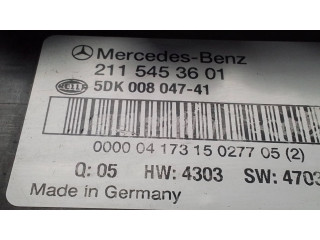 Mercedes-Benz
211 545 36 01
HELLA 5DK 008 047-41
0000 04 173 15 0277 05 (2)
Q: 05 HW: 4303 SW: 4703
Made in Germany